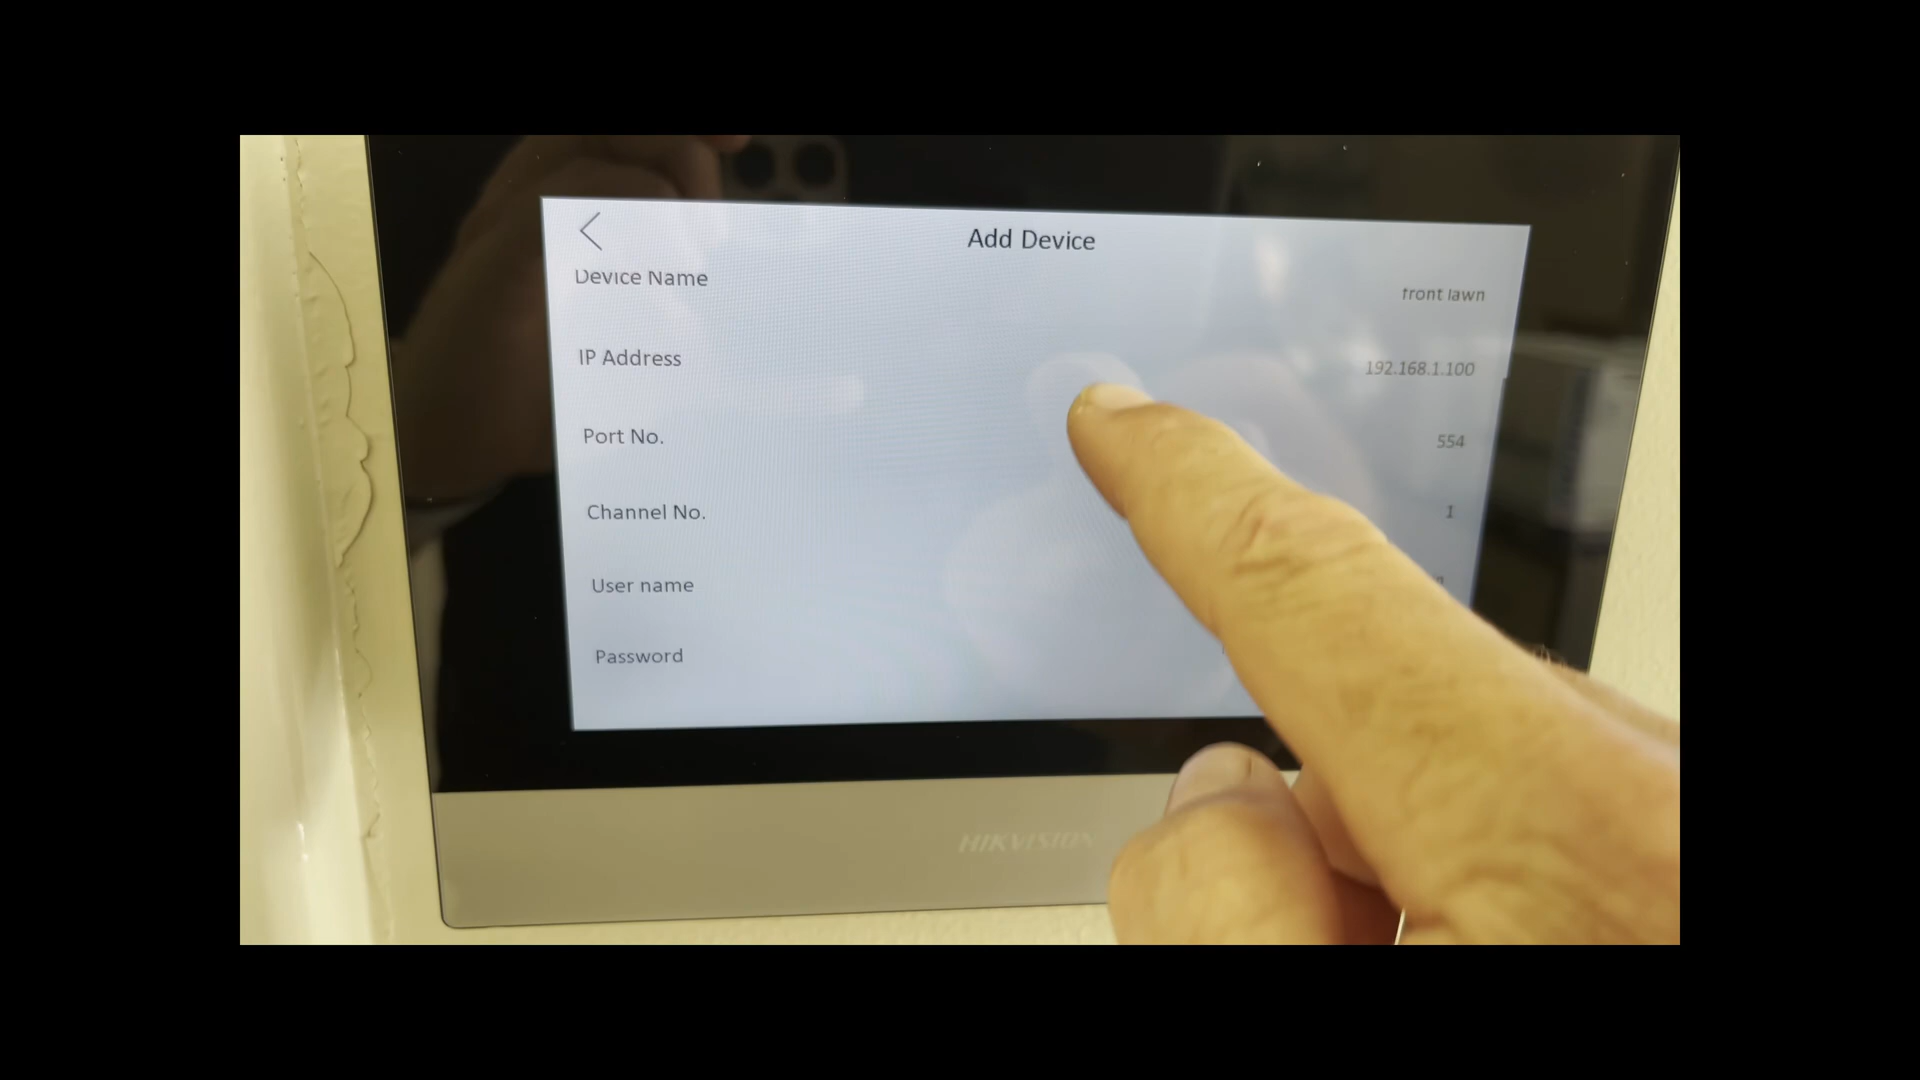 Add Device
Device Name front lawn
IP Address 192.168.1.100
Port No. 554
Channel No. 1
User name
Password
HIKVISION